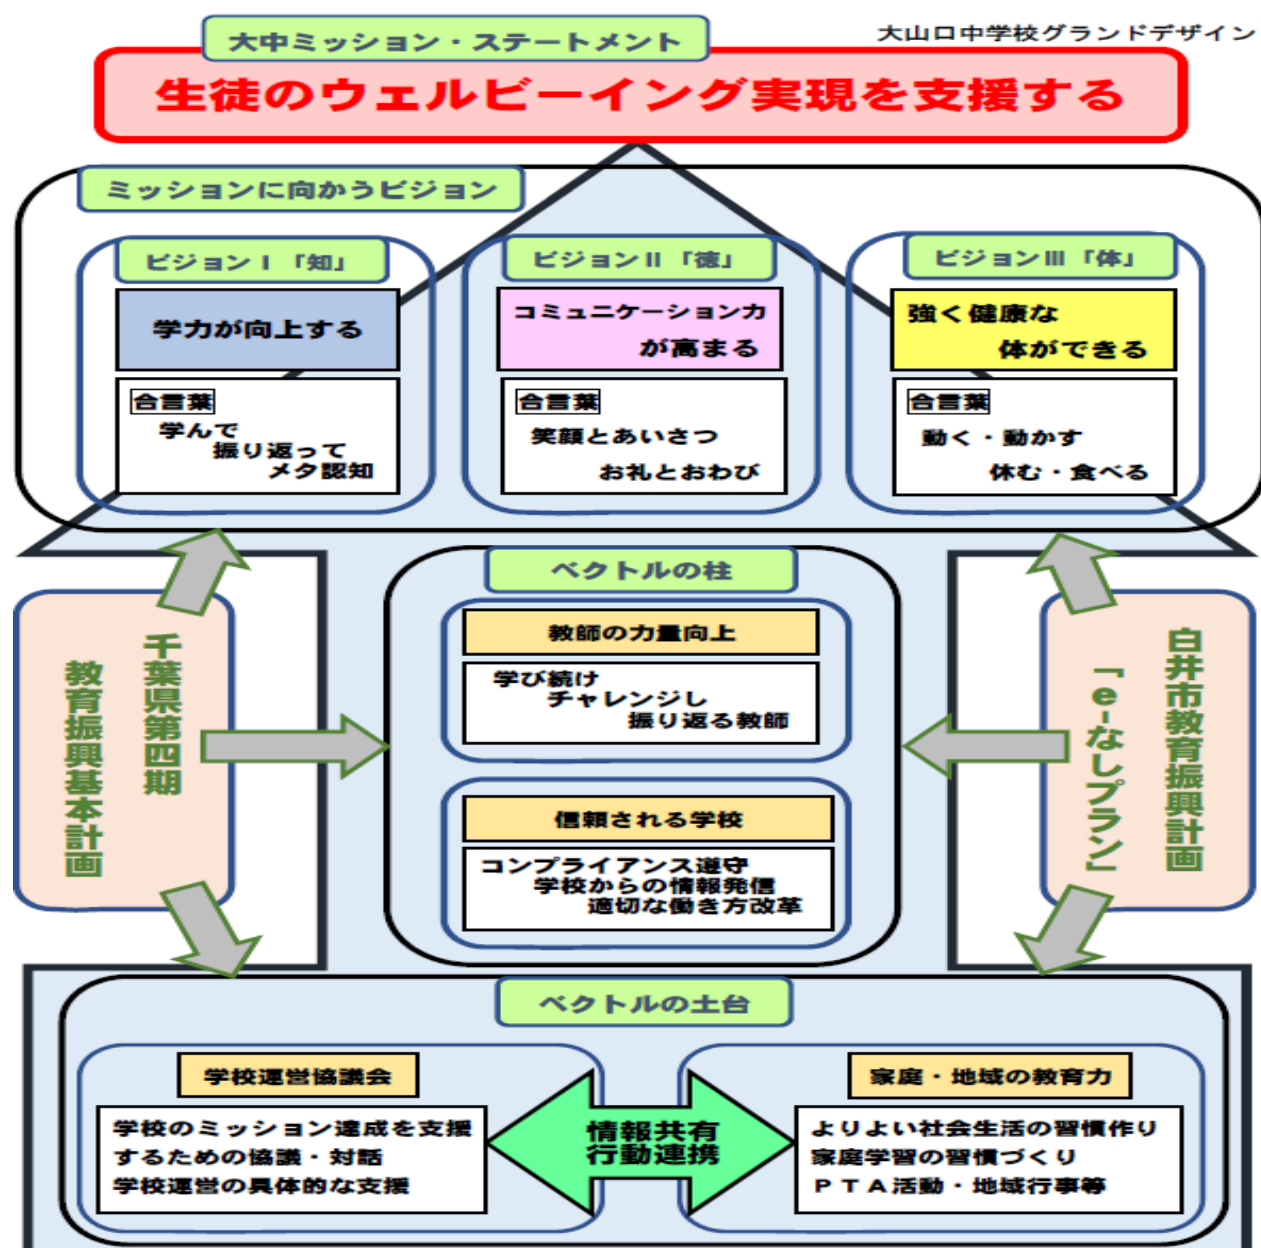 大山口中学校グランドデザイン
大中ミッション・ステートメント
生徒のウェルビーイング実現を支援する
ミッションに向かうビジョン
ビジョンⅠ「知」
学力が向上する
合言葉
学んで
振り返って
メタ認知
ビジョンⅡ「徳」
コミュニケーション力
が高まる
合言葉
笑顔とあいさつ
お礼とおわび
ビジョンⅢ「体」
強く健康な
体ができる
合言葉
動く・動かす
休む・食べる
千葉県第四期
教育振興基本計画
ベクトルの柱
教師の力量向上
学び続け
チャレンジし
振り返る教師
信頼される学校
コンプライアンス遵守
学校からの情報発信
適切な働き方改革
白井市教育振興計画
「e-なしプラン」
ベクトルの土台
学校運営協議会
学校のミッション達成を支援
するための協議・対話
学校運営の具体的な支援
情報共有
行動連携
家庭・地域の教育力
よりよい社会生活の習慣作り
家庭学習の習慣づくり
ＰＴＡ活動・地域行事等